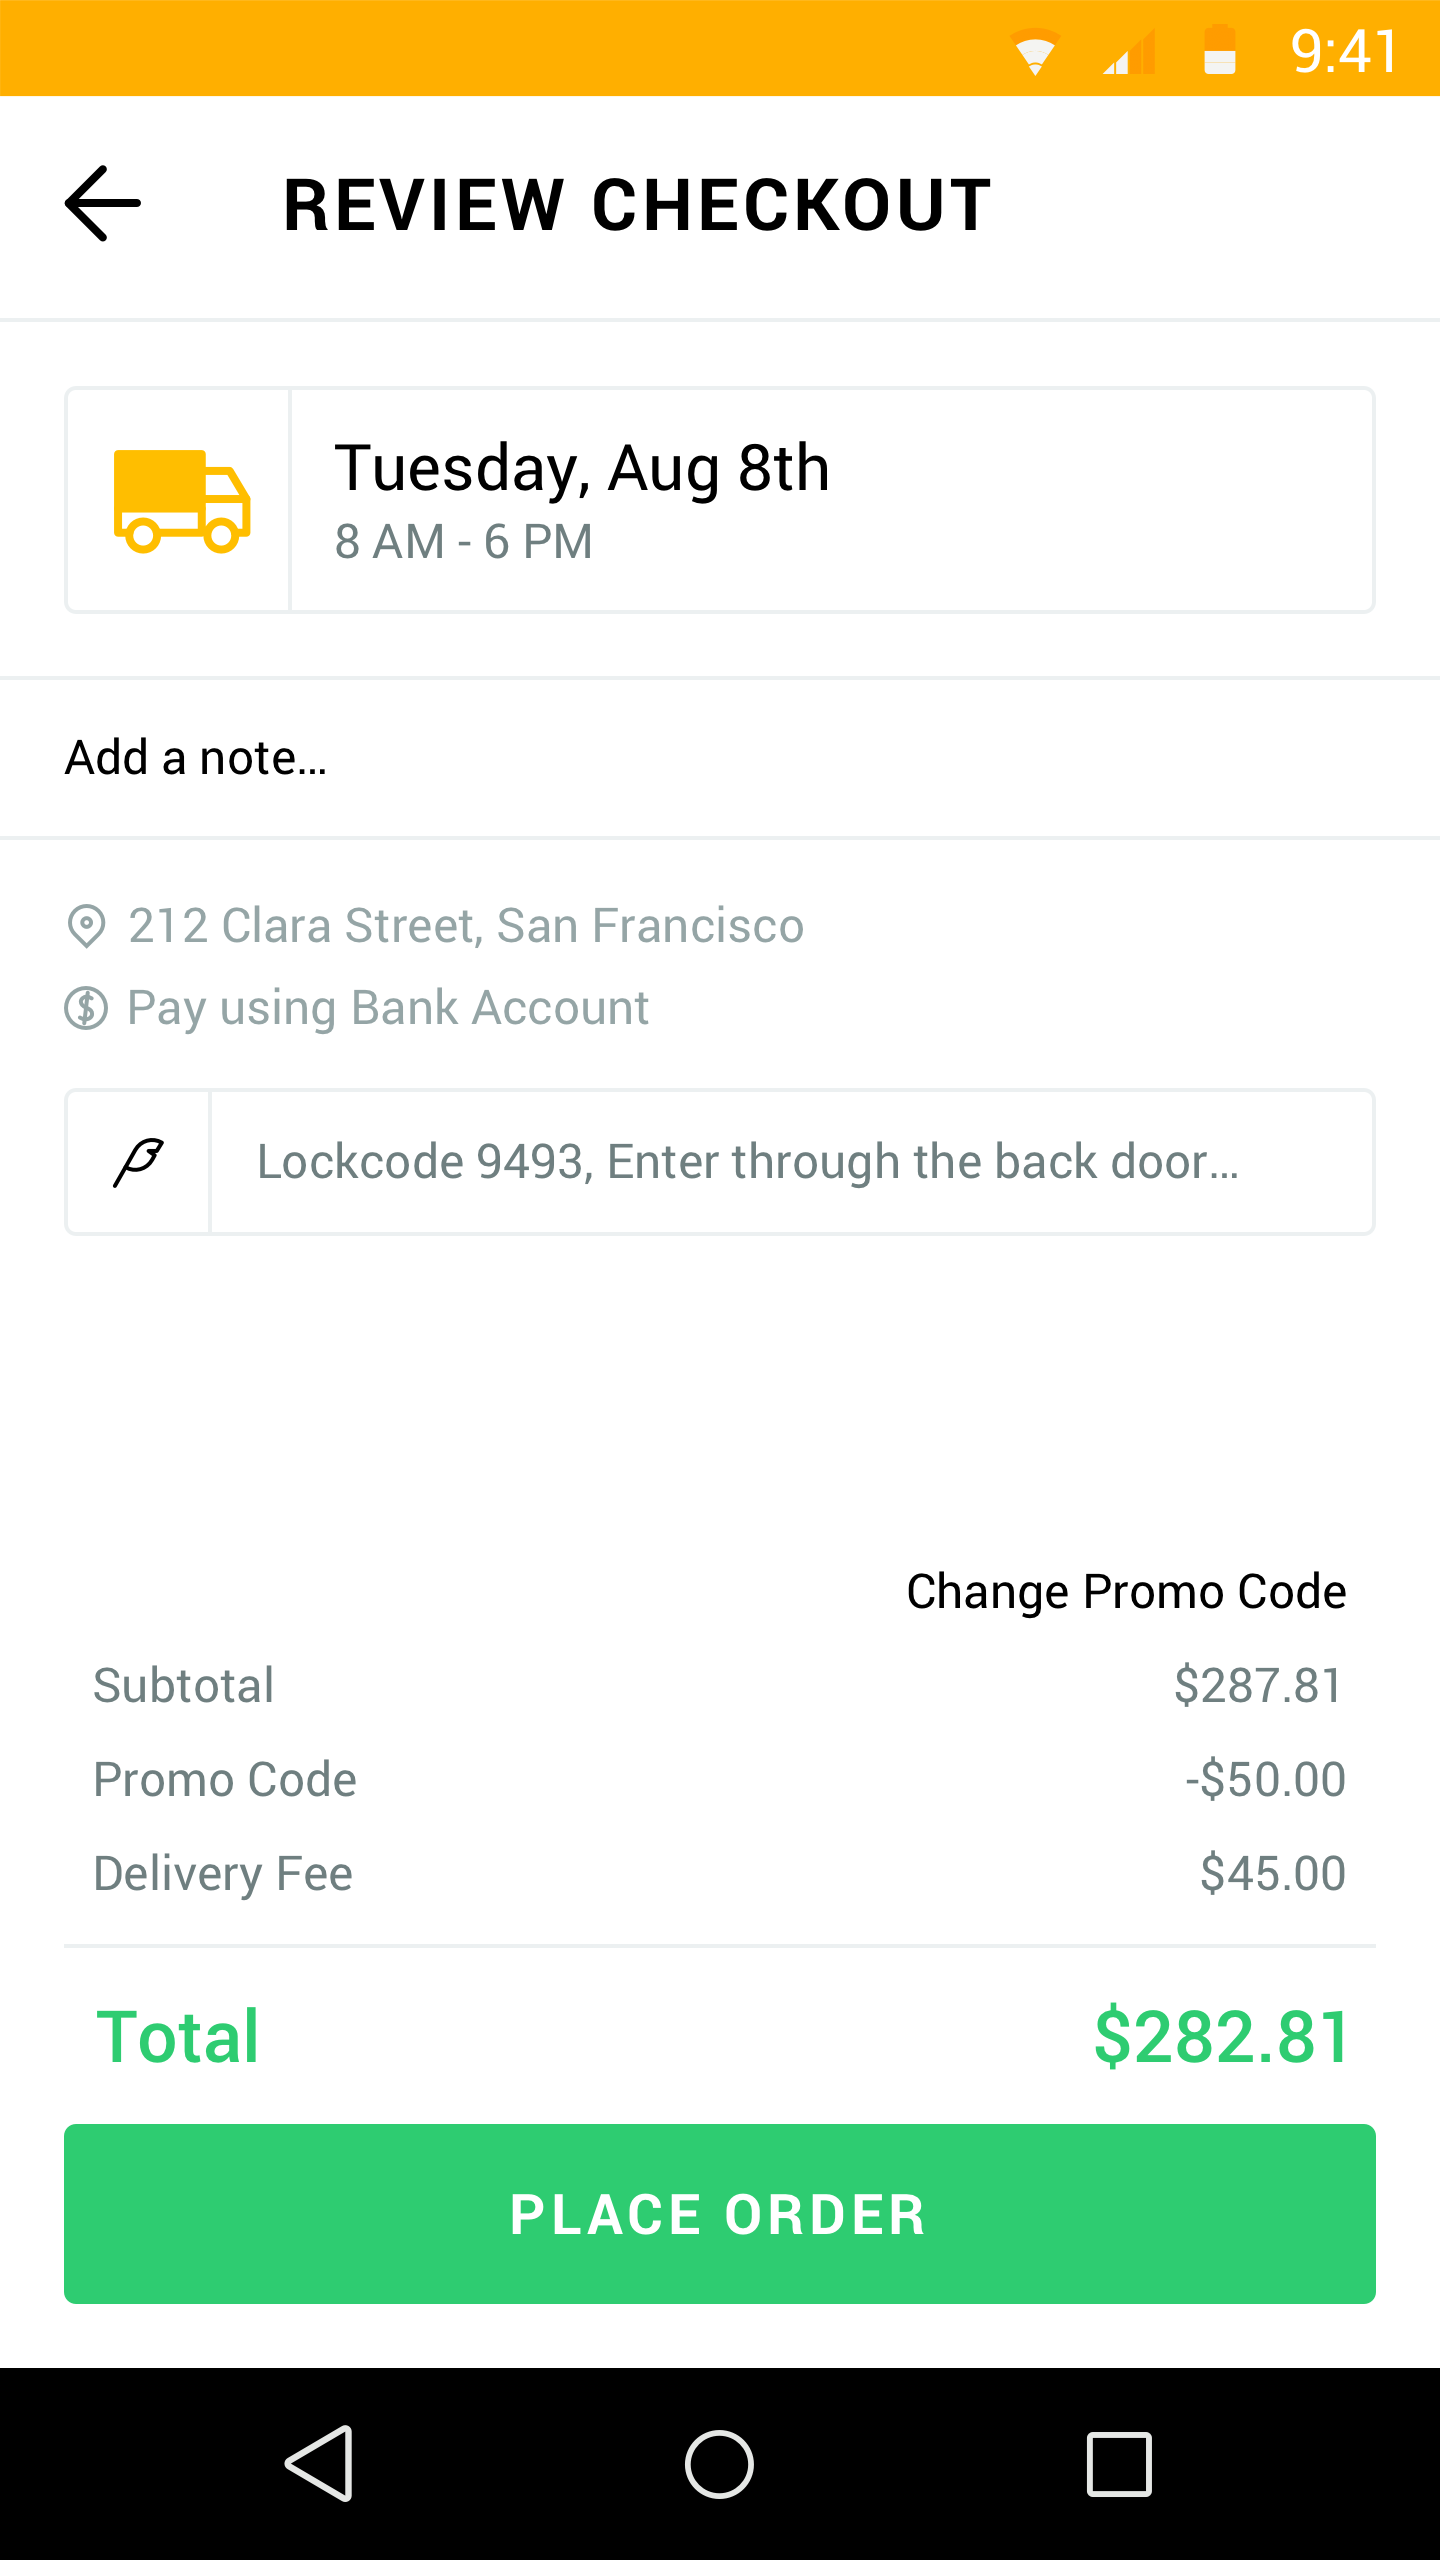 9:41
REVIEW CHECKOUT
Tuesday, Aug 8th
8 AM - 6 PM
Add a note...
212 Clara Street, San Francisco
Pay using Bank Account
Lockcode 9493, Enter through the back door...
Change Promo Code
Subtotal $287.81
Promo Code -$50.00
Delivery Fee $45.00
Total $282.81
PLACE ORDER